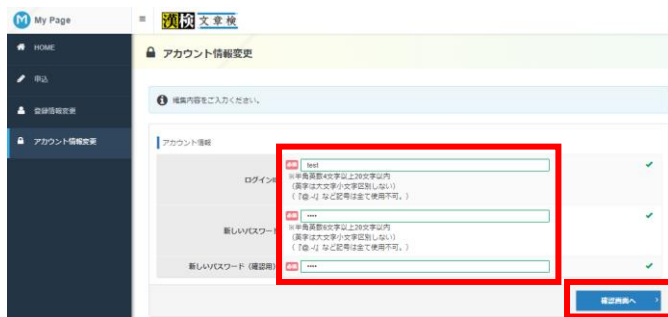 My Page
漢検 文章検
HOME
アカウント情報変更
申込
編集内容をご入力ください。
登録情報変更
アカウント情報変更
アカウント情報
ログインID
必須 test
※半角英数4文字以上20文字以内
(英字は大文字小文字区別しない)
(『@ -!』など記号は全て使用不可。)
新しいパスワード
必須 ····
※半角英数8文字以上20文字以内
(英字は大文字小文字区別しない)
(『@ -!』など記号は全て使用不可。)
新しいパスワード(確認用)
必須 ····
確認画面へ